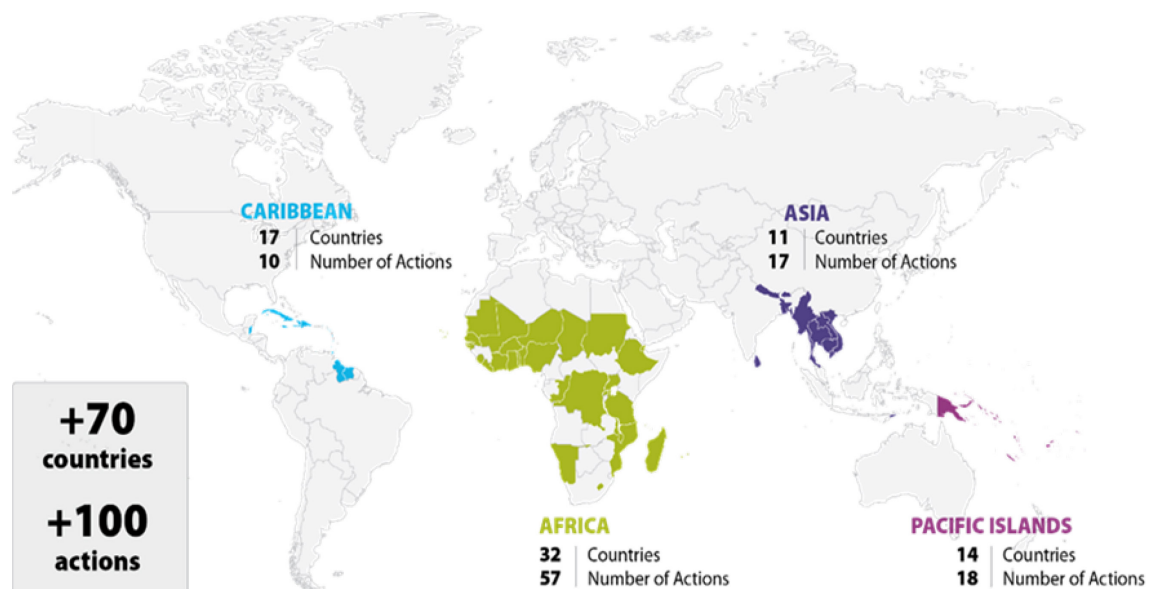 CARIBBEAN
17 Countries
10 Number of Actions
ASIA
11 Countries
17 Number of Actions
+70
countries
+100
actions
AFRICA
32 Countries
57 Number of Actions
PACIFIC ISLANDS
14 Countries
18 Number of Actions